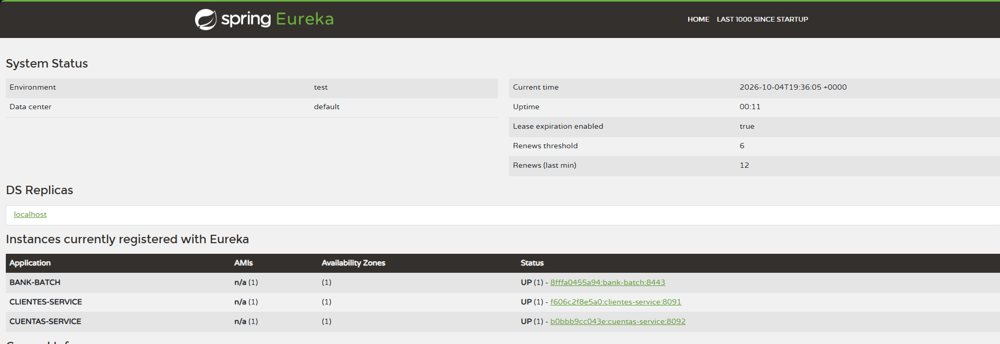 spring Eureka
HOME LAST 1000 SINCE STARTUP
System Status
Environment test
Data center default
Current time 2026-10-04T19:36:05 +0000
Uptime 00:11
Lease expiration enabled true
Renews threshold 6
Renews (last min) 12
DS Replicas
localhost
Instances currently registered with Eureka
Application AMIs Availability Zones Status
BANK-BATCH n/a (1) (1) UP (1) - 8fffa0455a94:bank-batch:8443
CLIENTES-SERVICE n/a (1) (1) UP (1) - f606c2f8e5a0:clientes-service:8091
CUENTAS-SERVICE n/a (1) (1) UP (1) - b0bbb9cc043e:cuentas-service:8092